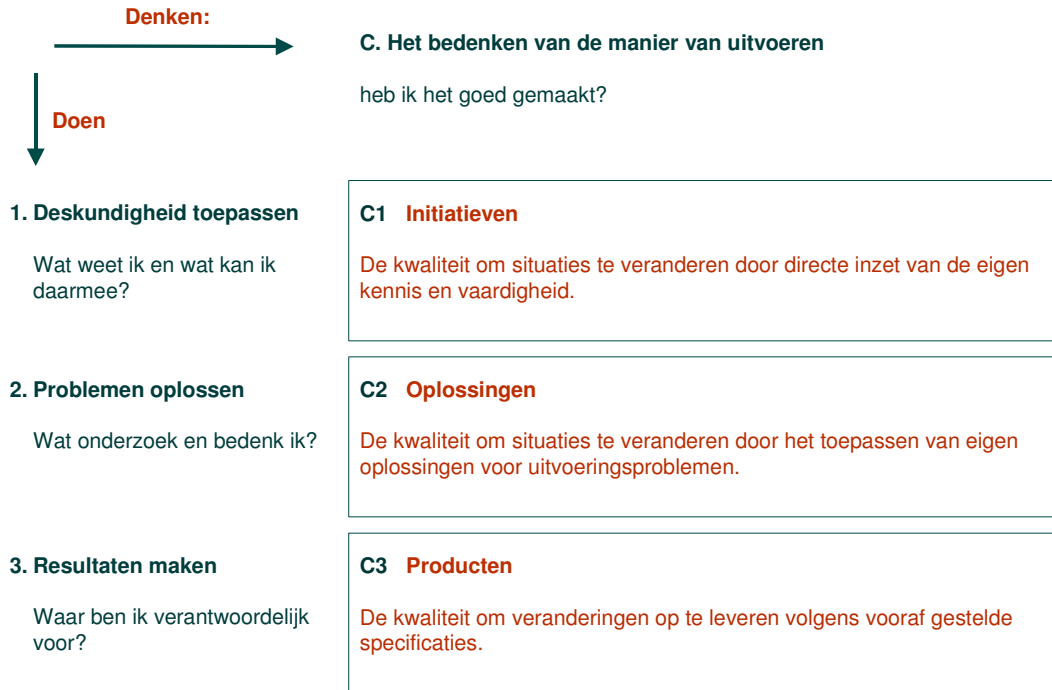 Denken:
C. Het bedenken van de manier van uitvoeren
heb ik het goed gemaakt?
Doen
1. Deskundigheid toepassen
Wat weet ik en wat kan ik
daarmee?
C1 Initiatieven
De kwaliteit om situaties te veranderen door directe inzet van de eigen
kennis en vaardigheid.
2. Problemen oplossen
Wat onderzoek en bedenk ik?
C2 Oplossingen
De kwaliteit om situaties te veranderen door het toepassen van eigen
oplossingen voor uitvoeringsproblemen.
3. Resultaten maken
Waar ben ik verantwoordelijk
voor?
C3 Producten
De kwaliteit om veranderingen op te leveren volgens vooraf gestelde
specificaties.